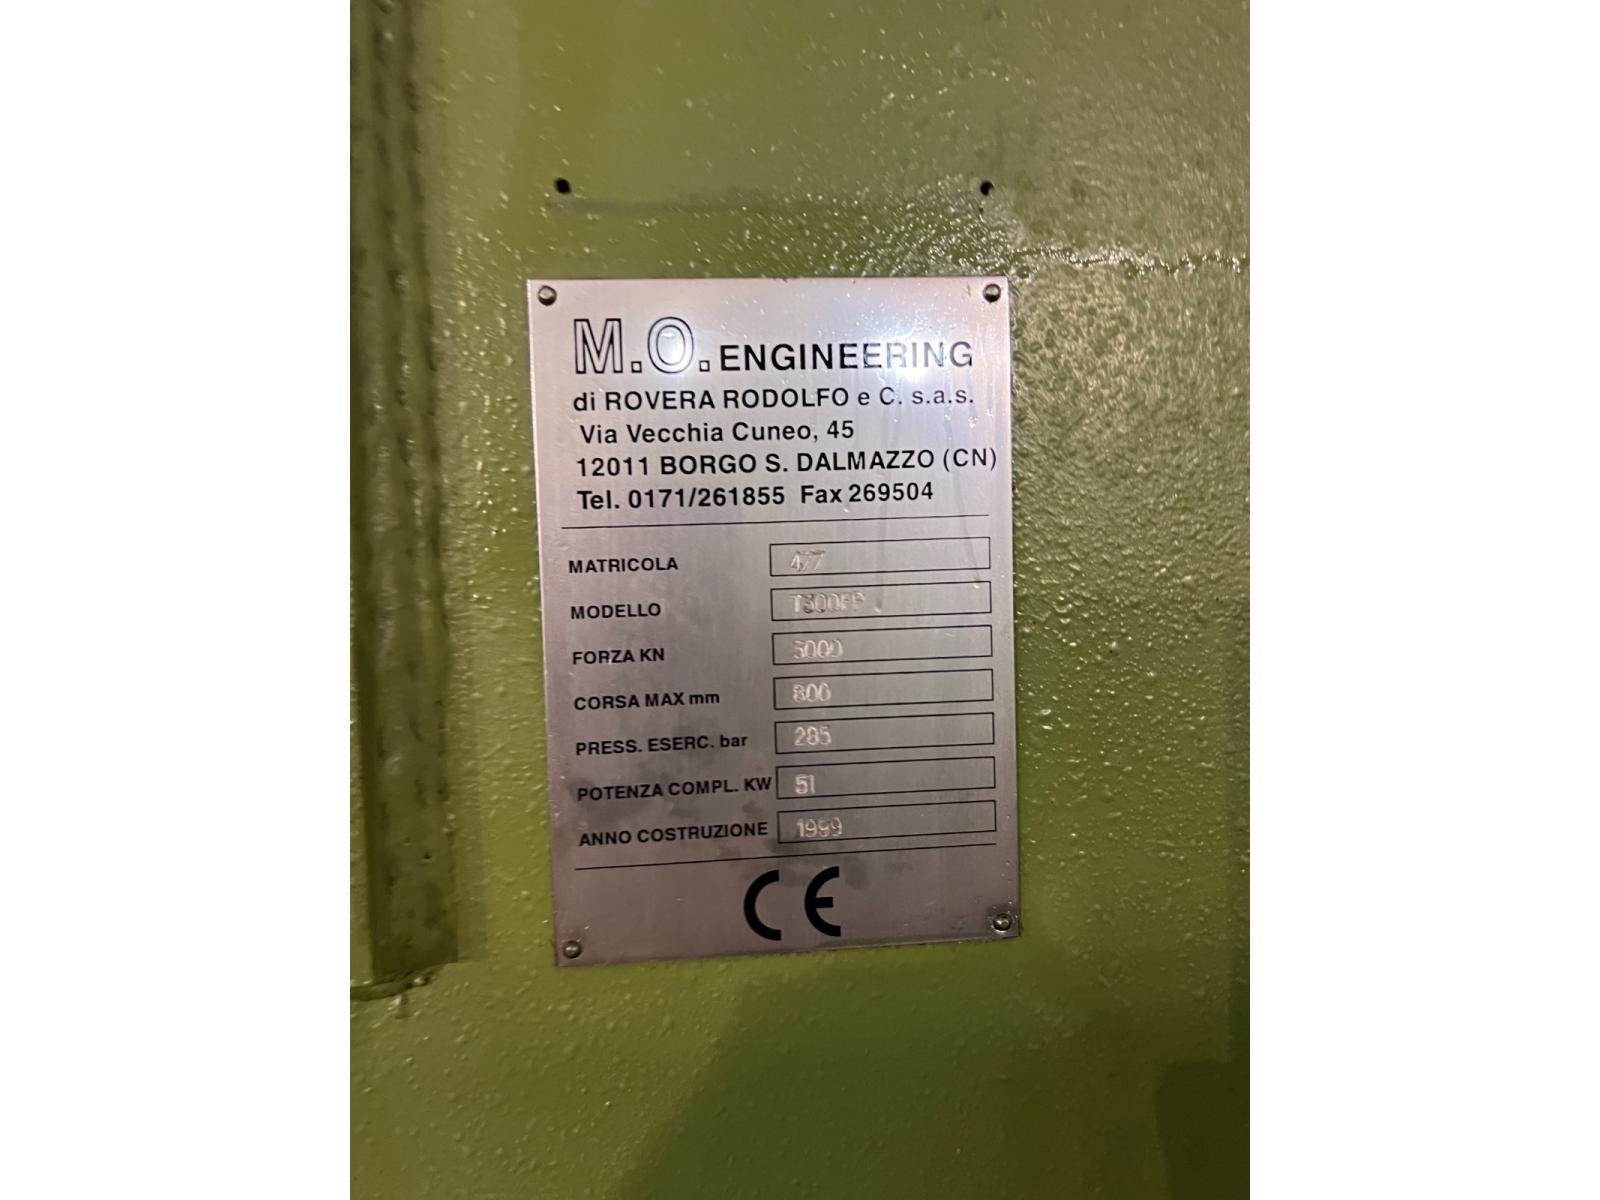 M.O. ENGINEERING
di ROVERA RODOLFO e C. s.a.s.
Via Vecchia Cuneo, 45
12011 BORGO S. DALMAZZO (CN)
Tel. 0171/261855 Fax 269504
MATRICOLA 477
MODELLO
FORZA KN 5000
CORSA MAX mm 800
PRESS. ESERC. bar 285
POTENZA COMPL. KW 51
ANNO COSTRUZIONE 1999
CE